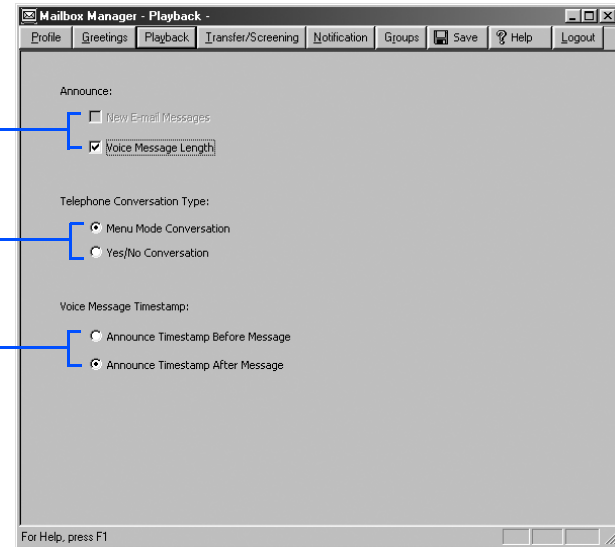 Mailbox Manager - Playback -
Profile Greetings Playback Transfer/Screening Notification Groups Save Help Logout
Announce:
New E-mail Messages
Voice Message Length
Telephone Conversation Type:
Menu Mode Conversation
Yes/No Conversation
Voice Message Timestamp:
Announce Timestamp Before Message
Announce Timestamp After Message
For Help, press F1